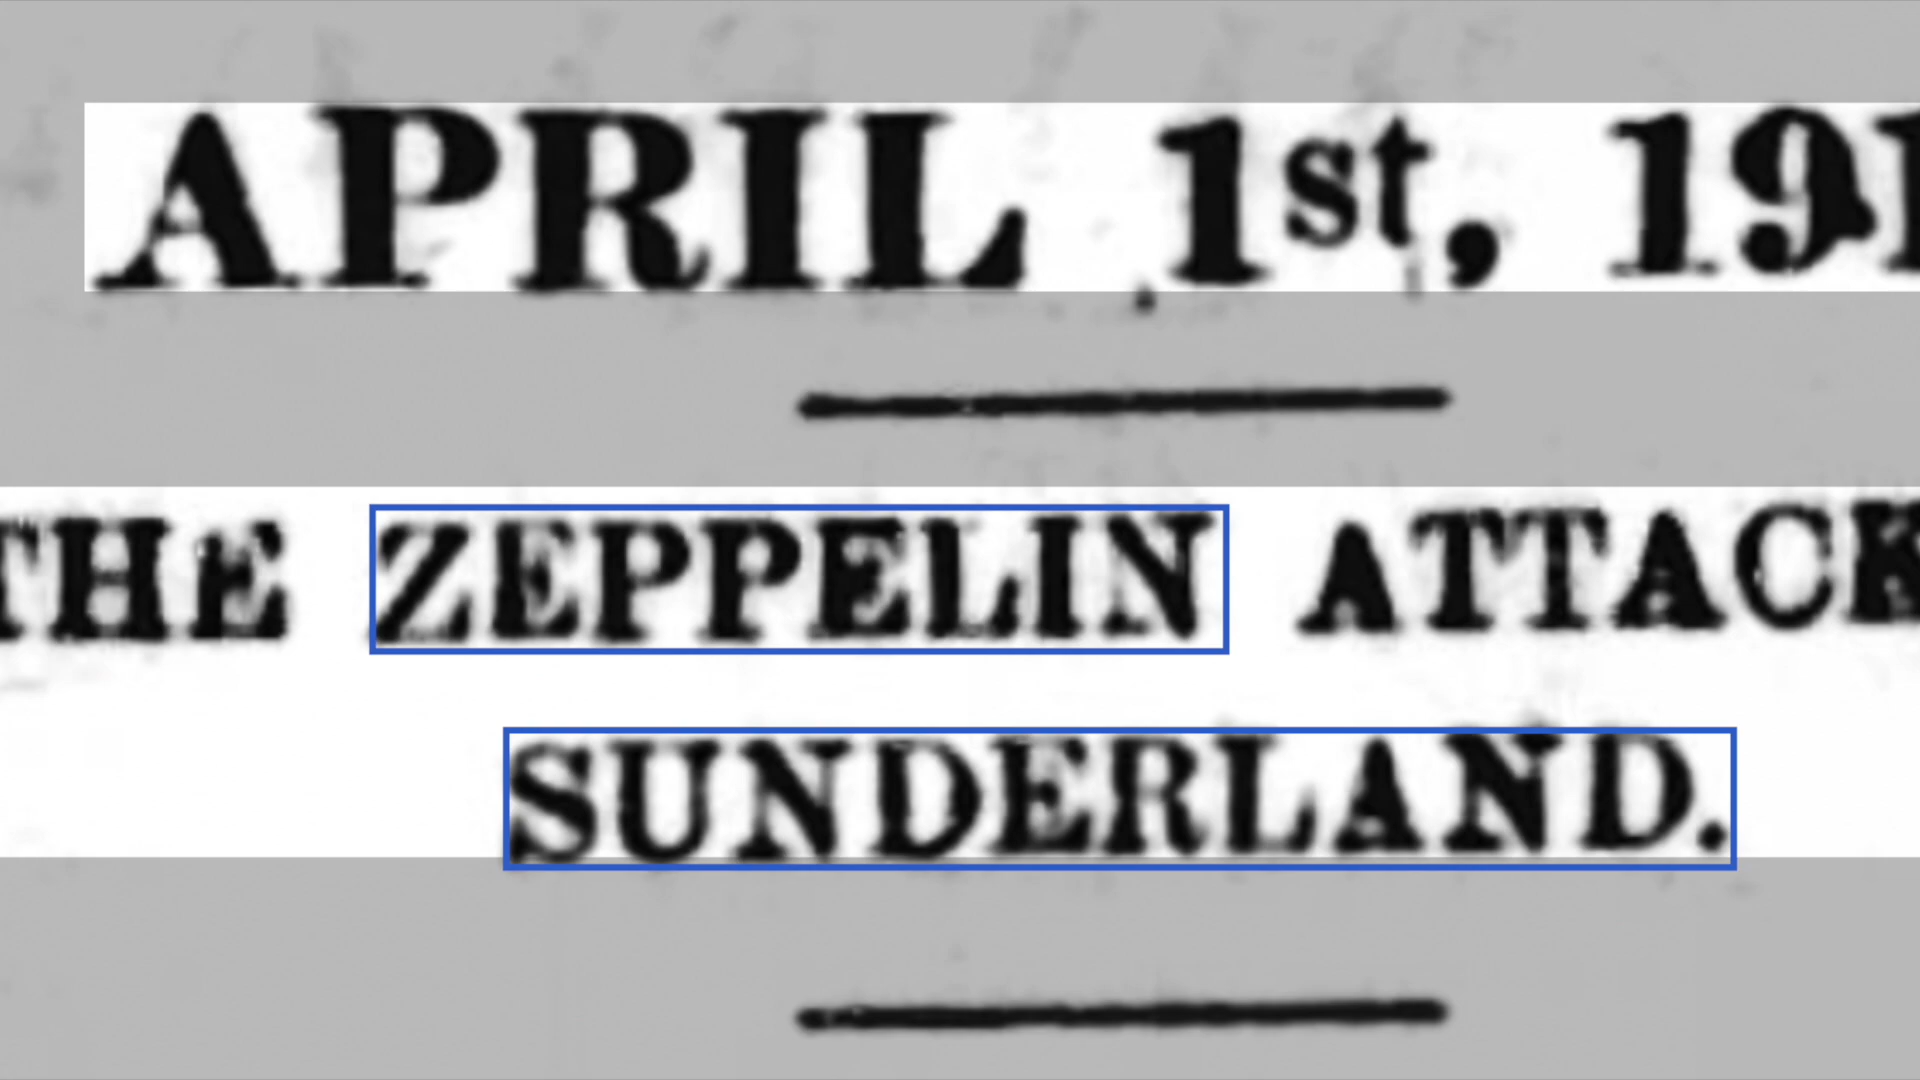 APRIL 1st, 191
THE ZEPPELIN ATTACK
SUNDERLAND.